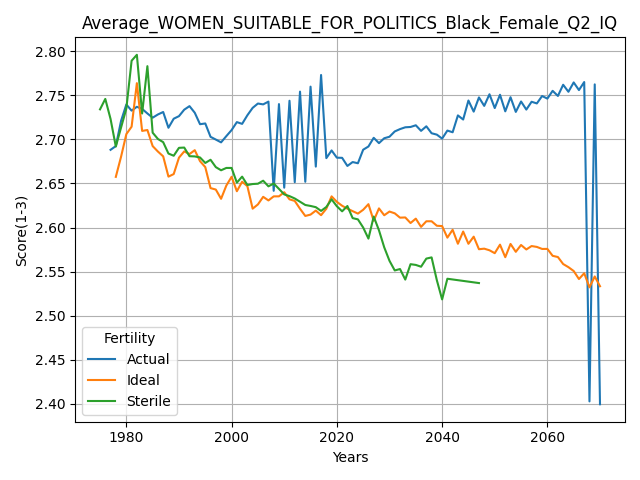 Average_WOMEN_SUITABLE_FOR_POLITICS_Black_Female_Q2_IQ
2.80
2.75
2.70
2.65
2.60
2.55
2.50
2.45
2.40
Score(1-3)
Fertility
Actual
Ideal
Sterile
1980 2000 2020 2040 2060
Years